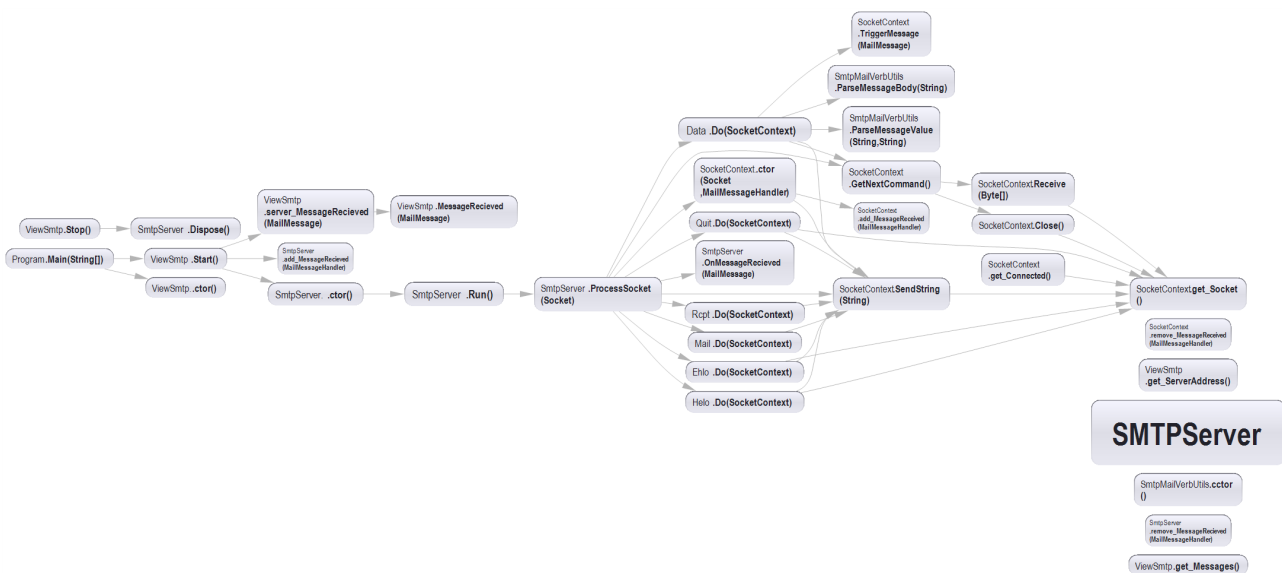 SocketContext
.TriggerMessage
(MailMessage)
SmtpMailVerbUtils
.ParseMessageBody(String)
SmtpMailVerbUtils
.ParseMessageValue
(String,String)
Data .Do(SocketContext)
SocketContext.ctor
(Socket
,MailMessageHandler)
SocketContext
.GetNextCommand()
SocketContext.Receive
(Byte[])
ViewSmtp
.server_MessageRecieved
(MailMessage)
ViewSmtp .MessageRecieved
(MailMessage)
SocketContext
.add_MessageReceived
(MailMessageHandler)
ViewSmtp.Stop()
SmtpServer .Dispose()
Quit.Do(SocketContext)
SocketContext.Close()
Program.Main(String[])
ViewSmtp .Start()
SmtpServer
.add_MessageRecieved
(MailMessageHandler)
SmtpServer
.OnMessageRecieved
(MailMessage)
SocketContext
.get_Connected()
ViewSmtp .ctor()
SmtpServer. .ctor()
SmtpServer .Run()
SmtpServer .ProcessSocket
(Socket)
SocketContext.SendString
(String)
SocketContext.get_Socket
()
Rcpt .Do(SocketContext)
Mail .Do(SocketContext)
Ehlo .Do(SocketContext)
Helo .Do(SocketContext)
SocketContext
.remove_MessageReceived
(MailMessageHandler)
ViewSmtp
.get_ServerAddress()
SMTPServer
SmtpMailVerbUtils.cctor
()
SmtpServer
.remove_MessageRecieved
(MailMessageHandler)
ViewSmtp.get_Messages()